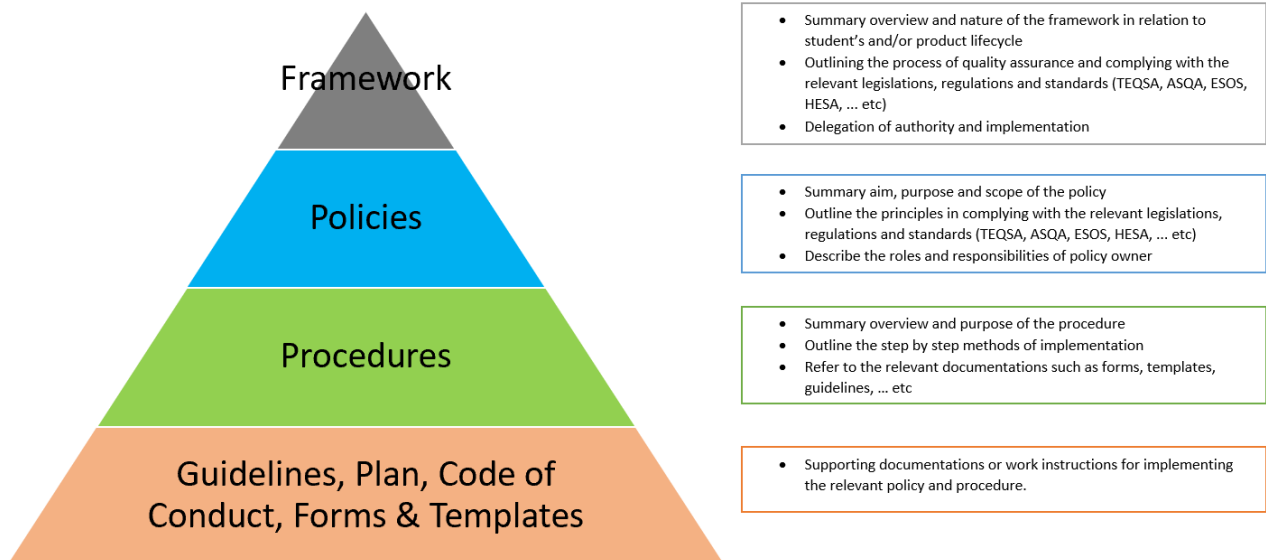 Framework
• Summary overview and nature of the framework in relation to
student’s and/or product lifecycle
• Outlining the process of quality assurance and complying with the
relevant legislations, regulations and standards (TEQSA, ASQA, ESOS,
HESA, ... etc)
• Delegation of authority and implementation
Policies
• Summary aim, purpose and scope of the policy
• Outline the principles in complying with the relevant legislations,
regulations and standards (TEQSA, ASQA, ESOS, HESA, ... etc)
• Describe the roles and responsibilities of policy owner
Procedures
• Summary overview and purpose of the procedure
• Outline the step by step methods of implementation
• Refer to the relevant documentations such as forms, templates,
guidelines, ... etc
Guidelines, Plan, Code of
Conduct, Forms & Templates
• Supporting documentations or work instructions for implementing
the relevant policy and procedure.